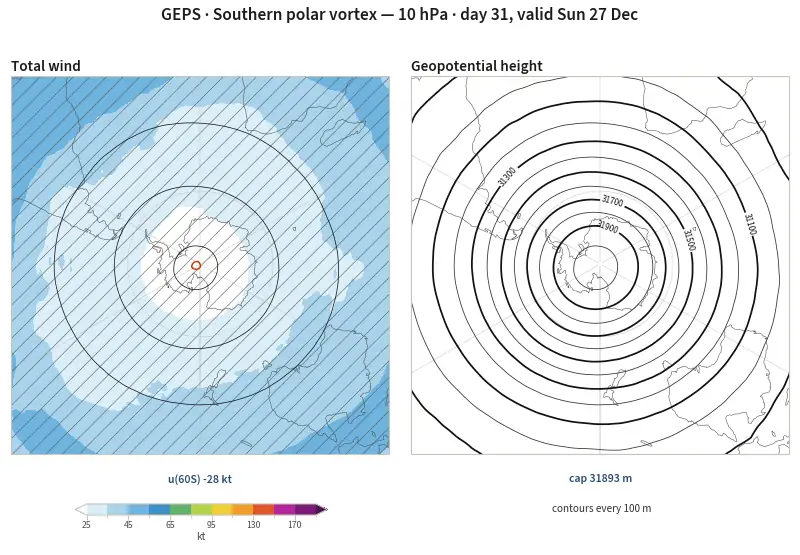 GEPS · Southern polar vortex — 10 hPa · day 31, valid Sun 27 Dec
Total wind
Geopotential height
31300
31700
31900
31500
31100
u(60S) -28 kt
cap 31893 m
contours every 100 m
25 45 65 95 130 170
kt